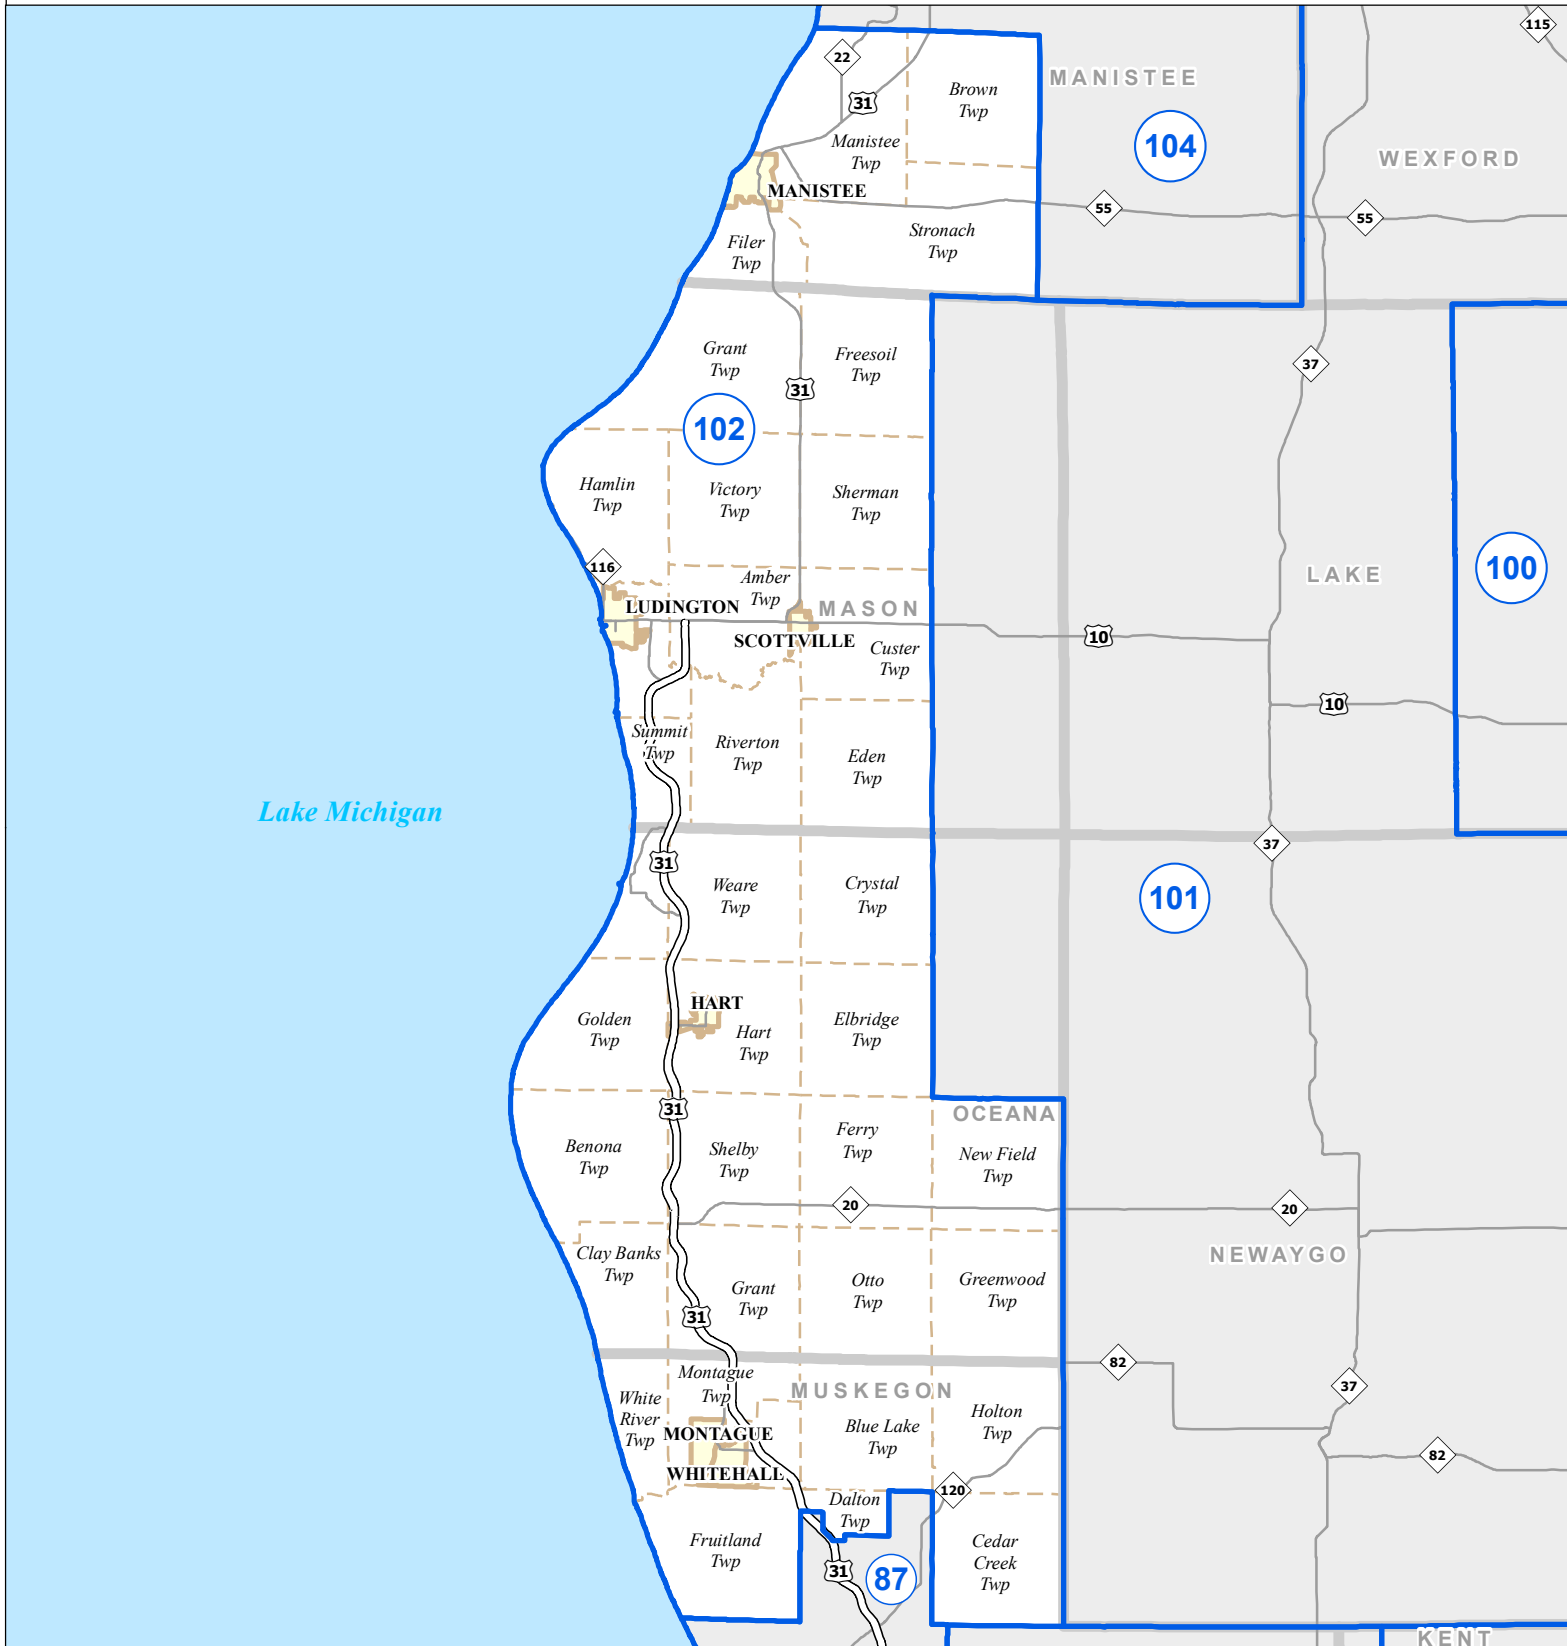 115
22
MANISTEE
31
Brown
Twp
104
Manistee
Twp
WEXFORD
MANISTEE
55
55
Stronach
Twp
Filer
Twp
Grant
Twp
Freesoil
Twp
37
31
102
Hamlin
Twp
Victory
Twp
Sherman
Twp
116
100
LAKE
Amber
Twp
LUDINGTON
MASON
10
SCOTTVILLE
Custer
Twp
10
Summit
Twp
Riverton
Twp
Eden
Twp
Lake Michigan
37
31
Weare
Twp
Crystal
Twp
101
HART
Golden
Twp
Hart
Twp
Elbridge
Twp
31
OCEANA
Benona
Twp
Shelby
Twp
Ferry
Twp
New Field
Twp
20
20
Clay Banks
Twp
NEWAYGO
Grant
Twp
Otto
Twp
Greenwood
Twp
31
82
Montague
Twp
MUSKEGON
37
White
River
Twp
Blue Lake
Twp
Holton
Twp
MONTAGUE
82
WHITEHALL
120
Dalton
Twp
Fruitland
Twp
Cedar
Creek
Twp
31
87
KENT